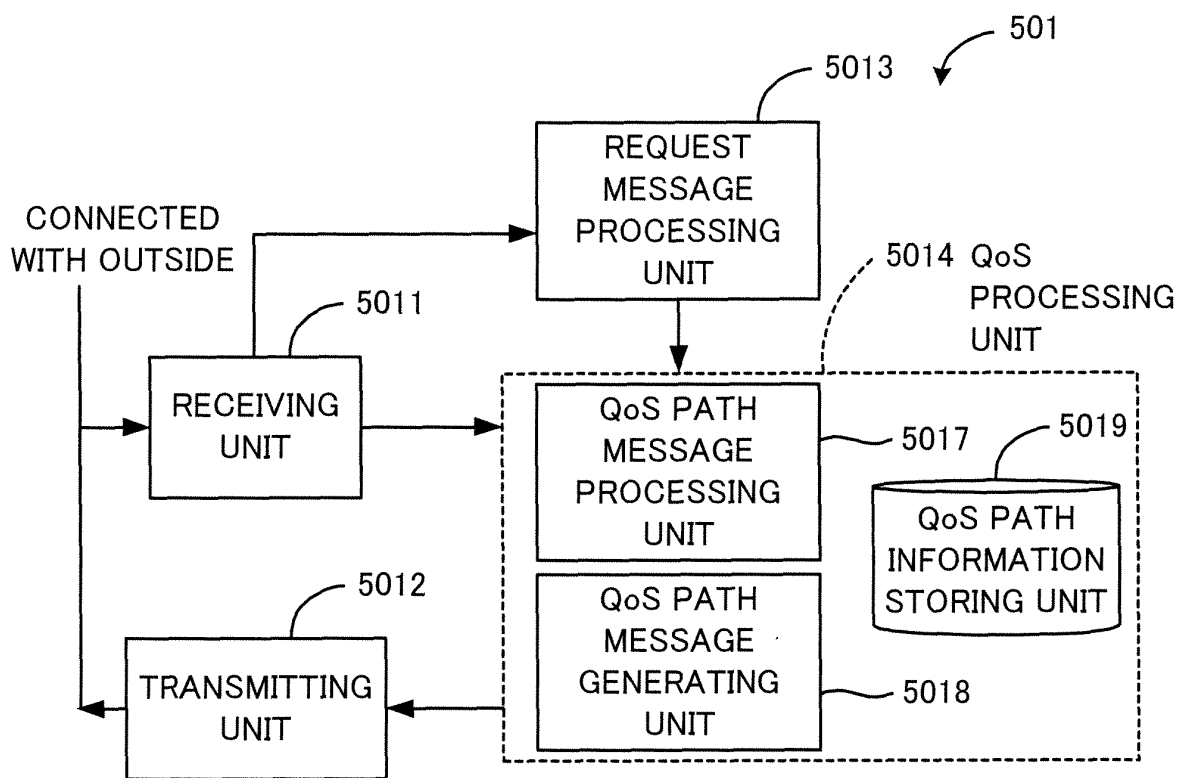 501
5013
REQUEST
MESSAGE
PROCESSING
UNIT
CONNECTED
WITH OUTSIDE
5014 QoS
PROCESSING
UNIT
5011
RECEIVING
UNIT
QoS PATH
MESSAGE
PROCESSING
UNIT
5017
5019
QoS PATH
INFORMATION
STORING UNIT
5012
TRANSMITTING
UNIT
QoS PATH
MESSAGE
GENERATING
UNIT
5018